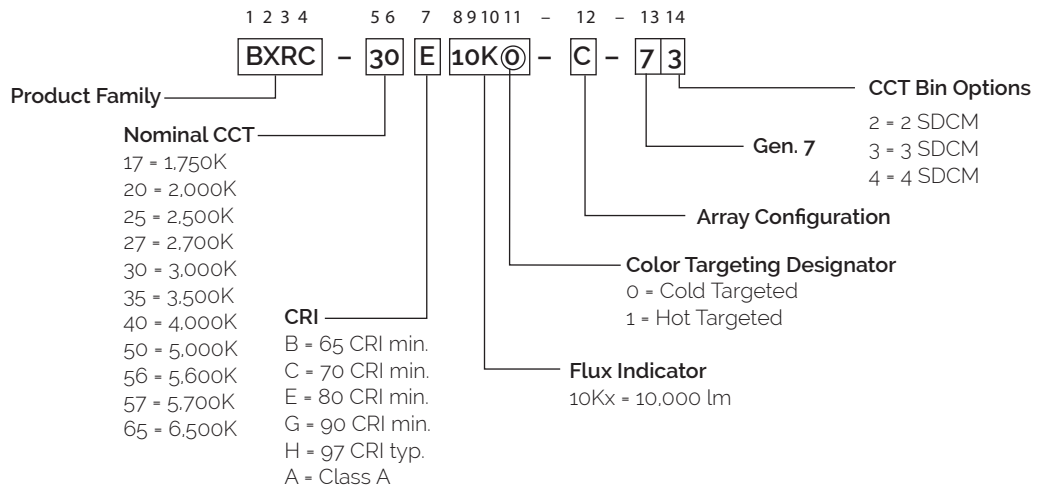 1 2 3 4 5 6 7 8 9 10 11 – 12 – 13 14
BXRC – 30 E 10K0 – C – 7 3
Product Family
Nominal CCT
17 = 1,750K
20 = 2,000K
25 = 2,500K
27 = 2,700K
30 = 3,000K
35 = 3,500K
40 = 4,000K
50 = 5,000K
56 = 5,600K
57 = 5,700K
65 = 6,500K
CRI
B = 65 CRI min.
C = 70 CRI min.
E = 80 CRI min.
G = 90 CRI min.
H = 97 CRI typ.
A = Class A
Flux Indicator
10Kx = 10,000 lm
Color Targeting Designator
0 = Cold Targeted
1 = Hot Targeted
Array Configuration
Gen. 7
CCT Bin Options
2 = 2 SDCM
3 = 3 SDCM
4 = 4 SDCM